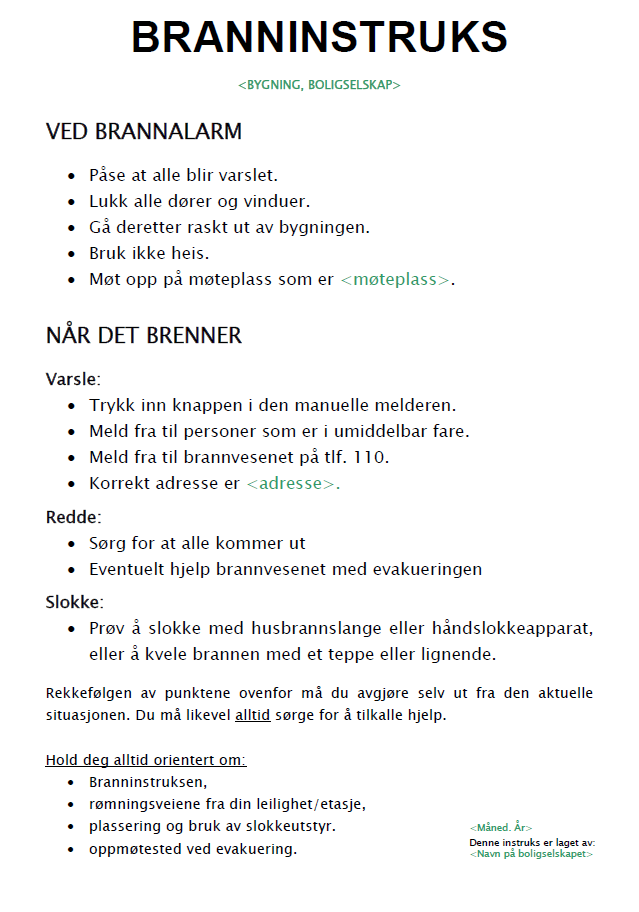 BRANNINSTRUKS
<BYGNING, BOLIGSELSKAP>
VED BRANNALARM
• Påse at alle blir varslet.
• Lukk alle dører og vinduer.
• Gå deretter raskt ut av bygningen.
• Bruk ikke heis.
• Møt opp på møteplass som er <møteplass>.
NÅR DET BRENNER
Varsle:
• Trykk inn knappen i den manuelle melderen.
• Meld fra til personer som er i umiddelbar fare.
• Meld fra til brannvesenet på tlf. 110.
• Korrekt adresse er <adresse>.
Redde:
• Sørg for at alle kommer ut
• Eventuelt hjelp brannvesenet med evakueringen
Slokke:
• Prøv å slokke med husbrannslange eller håndslokkeapparat,
eller å kvele brannen med et teppe eller lignende.
Rekkefølgen av punktene ovenfor må du avgjøre selv ut fra den aktuelle
situasjonen. Du må likevel alltid sørge for å tilkalle hjelp.
Hold deg alltid orientert om:
• Branninstruksen,
• rømningsveiene fra din leilighet/etasje,
• plassering og bruk av slokkeutstyr.
• oppmøtested ved evakuering.
<Måned. År>
Denne instruks er laget av:
<Navn på boligselskapet>